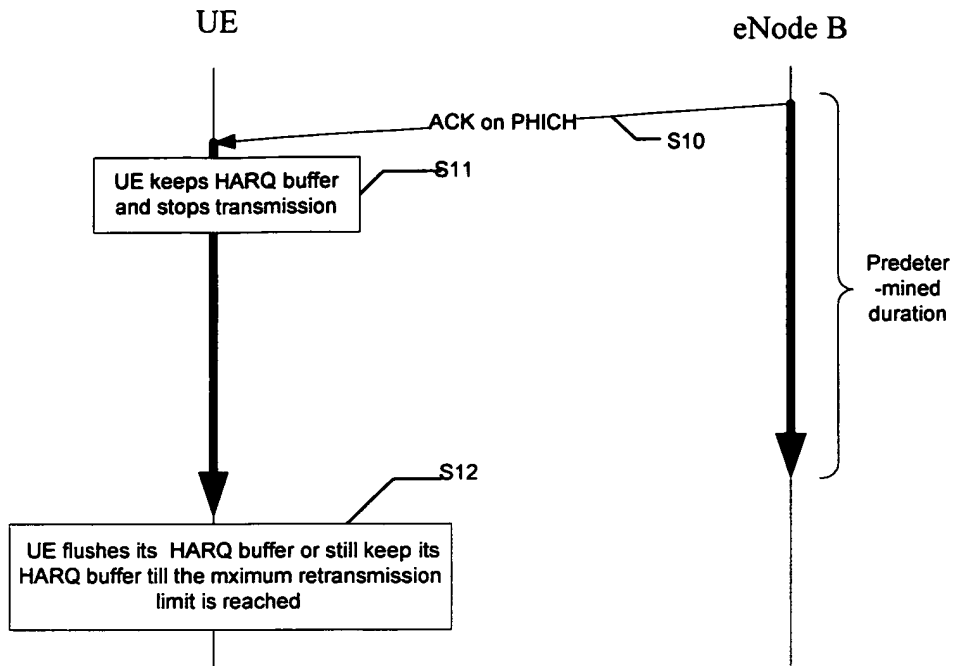 UE
eNode B
ACK on PHICH
S10
UE keeps HARQ buffer
and stops transmission
S11
Predeter
-mined
duration
S12
UE flushes its HARQ buffer or still keep its
HARQ buffer till the mximum retransmission
limit is reached